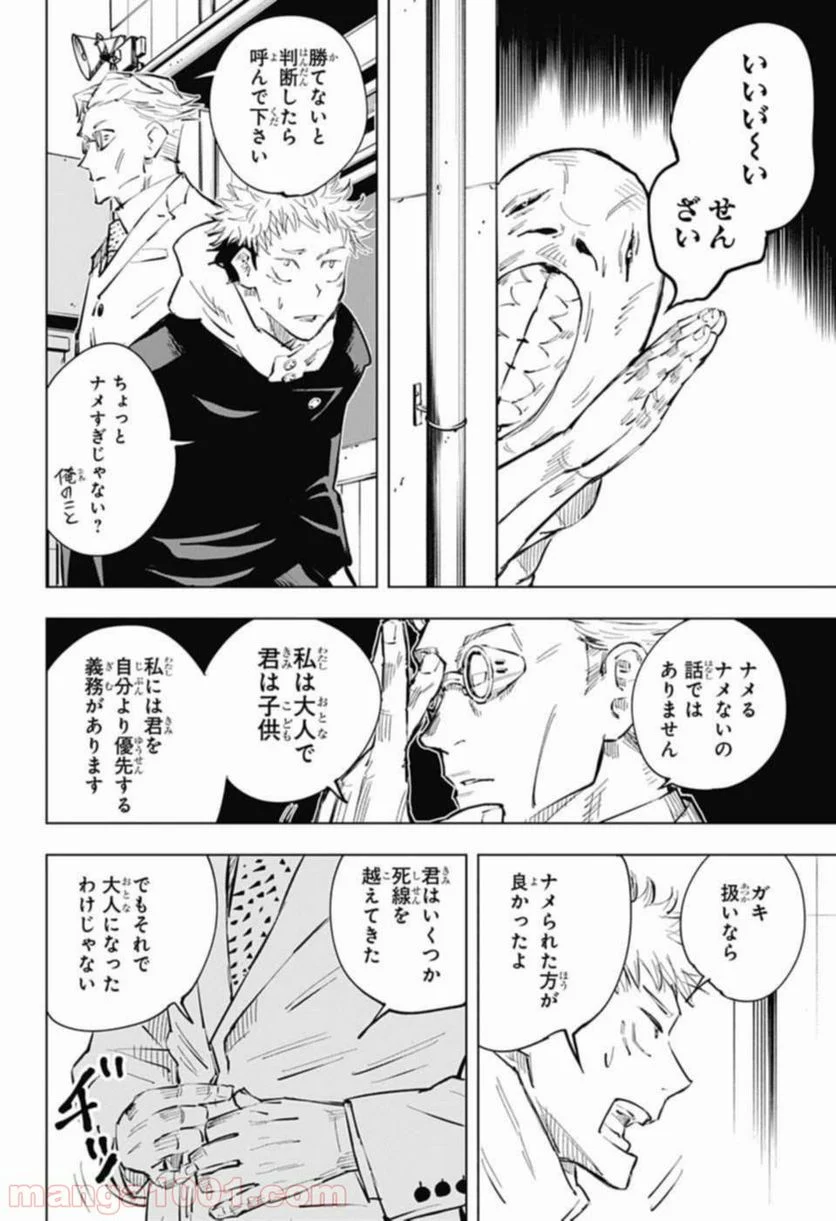 いいい〜い
せん
ざい
勝てないと
判断したら
呼んで下さい
ちょっと
ナメすぎじゃない？
俺のこと
ナメる
ナメないの
話では
ありません
私は大人で
君は子供
私には君を
自分より優先する
義務があります
ガキ
扱いなら
ナメられた方が
良かったよ
君はいくつか
死線を
越えてきた
でもそれで
大人になった
わけじゃない
ギッ
manga1001.com